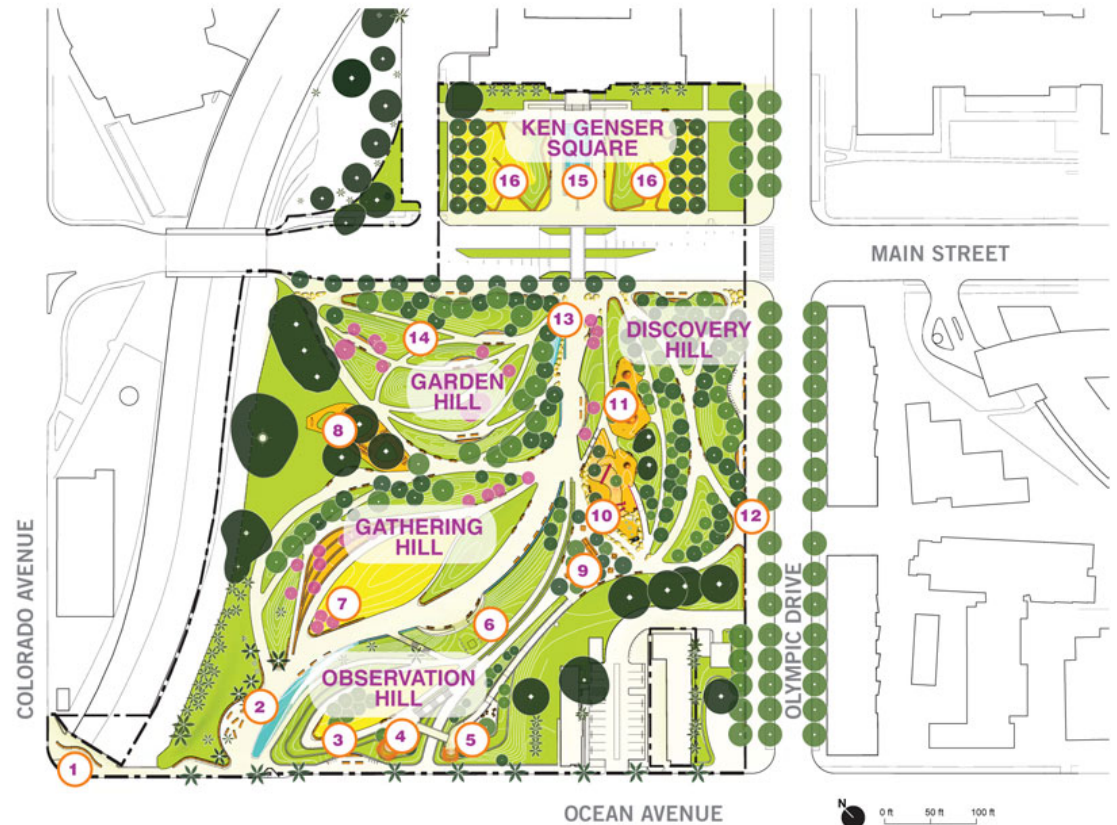 KEN GENSER
SQUARE
16
15
16
MAIN STREET
13
14
DISCOVERY
HILL
GARDEN
HILL
11
8
GATHERING
HILL
10
12
9
7
6
OBSERVATION
HILL
2
3
4
5
1
COLORADO AVENUE
OLYMPIC DRIVE
OCEAN AVENUE
N
0 ft 50 ft 100 ft